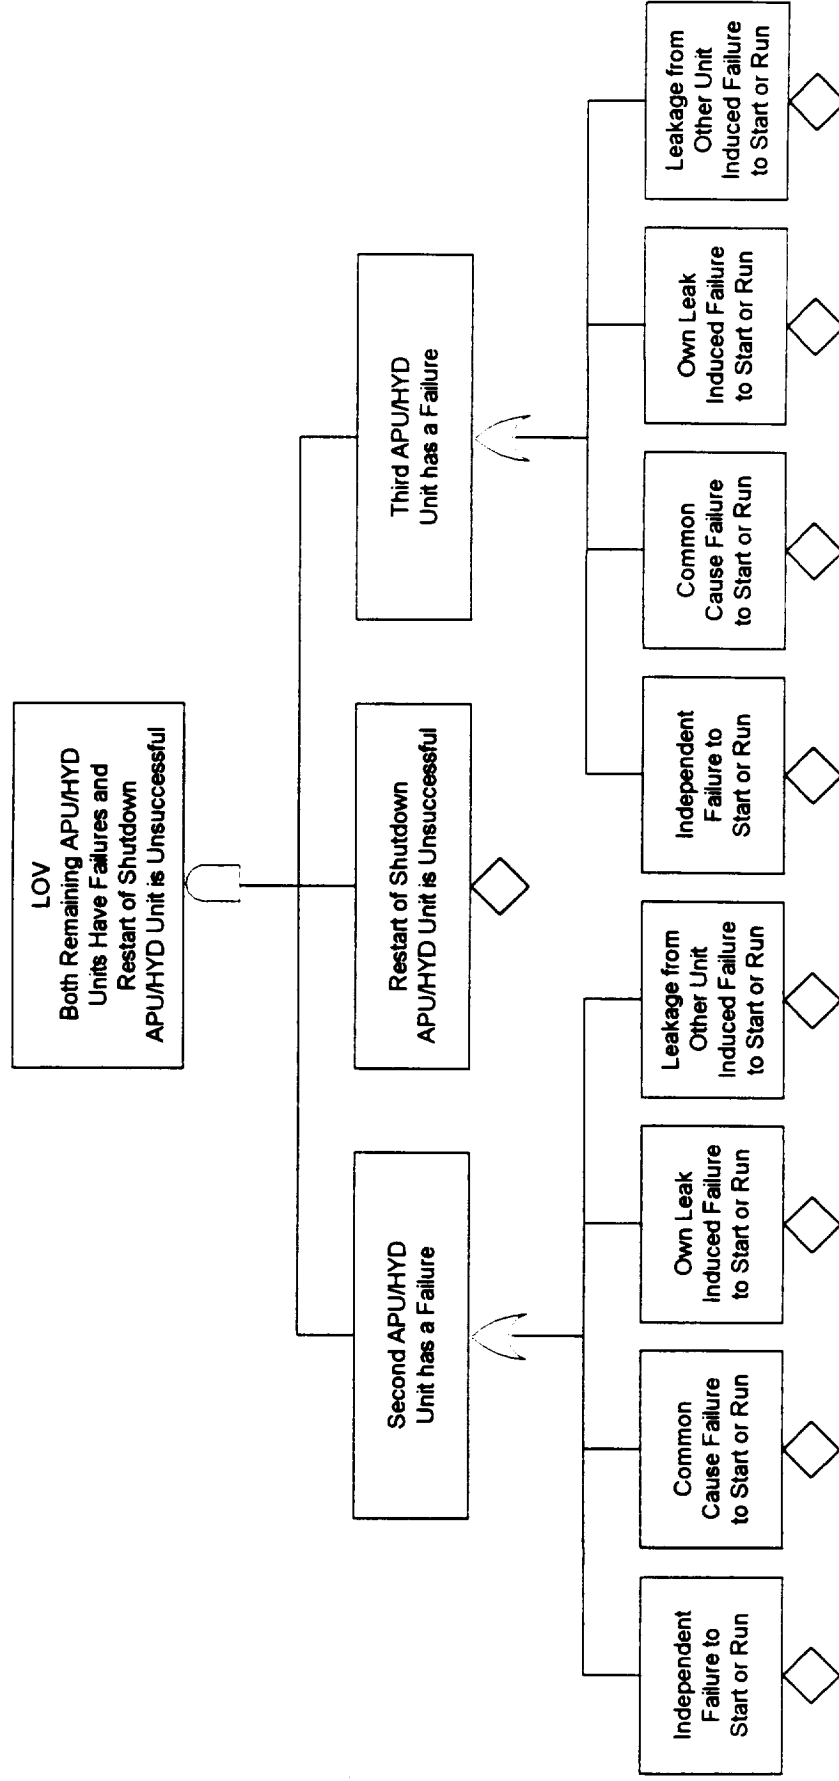 LOV
Both Remaining APU/HYD
Units Have Failures and
Restart of Shutdown
APU/HYD Unit is Unsuccessful
Second APU/HYD
Unit has a Failure
Restart of Shutdown
APU/HYD Unit is Unsuccessful
Third APU/HYD
Unit has a Failure
Independent
Failure to
Start or Run
Common
Cause Failure
to Start or Run
Own Leak
Induced Failure
to Start or Run
Leakage from
Other Unit
Induced Failure
to Start or Run
Independent
Failure to
Start or Run
Common
Cause Failure
to Start or Run
Own Leak
Induced Failure
to Start or Run
Leakage from
Other Unit
Induced Failure
to Start or Run